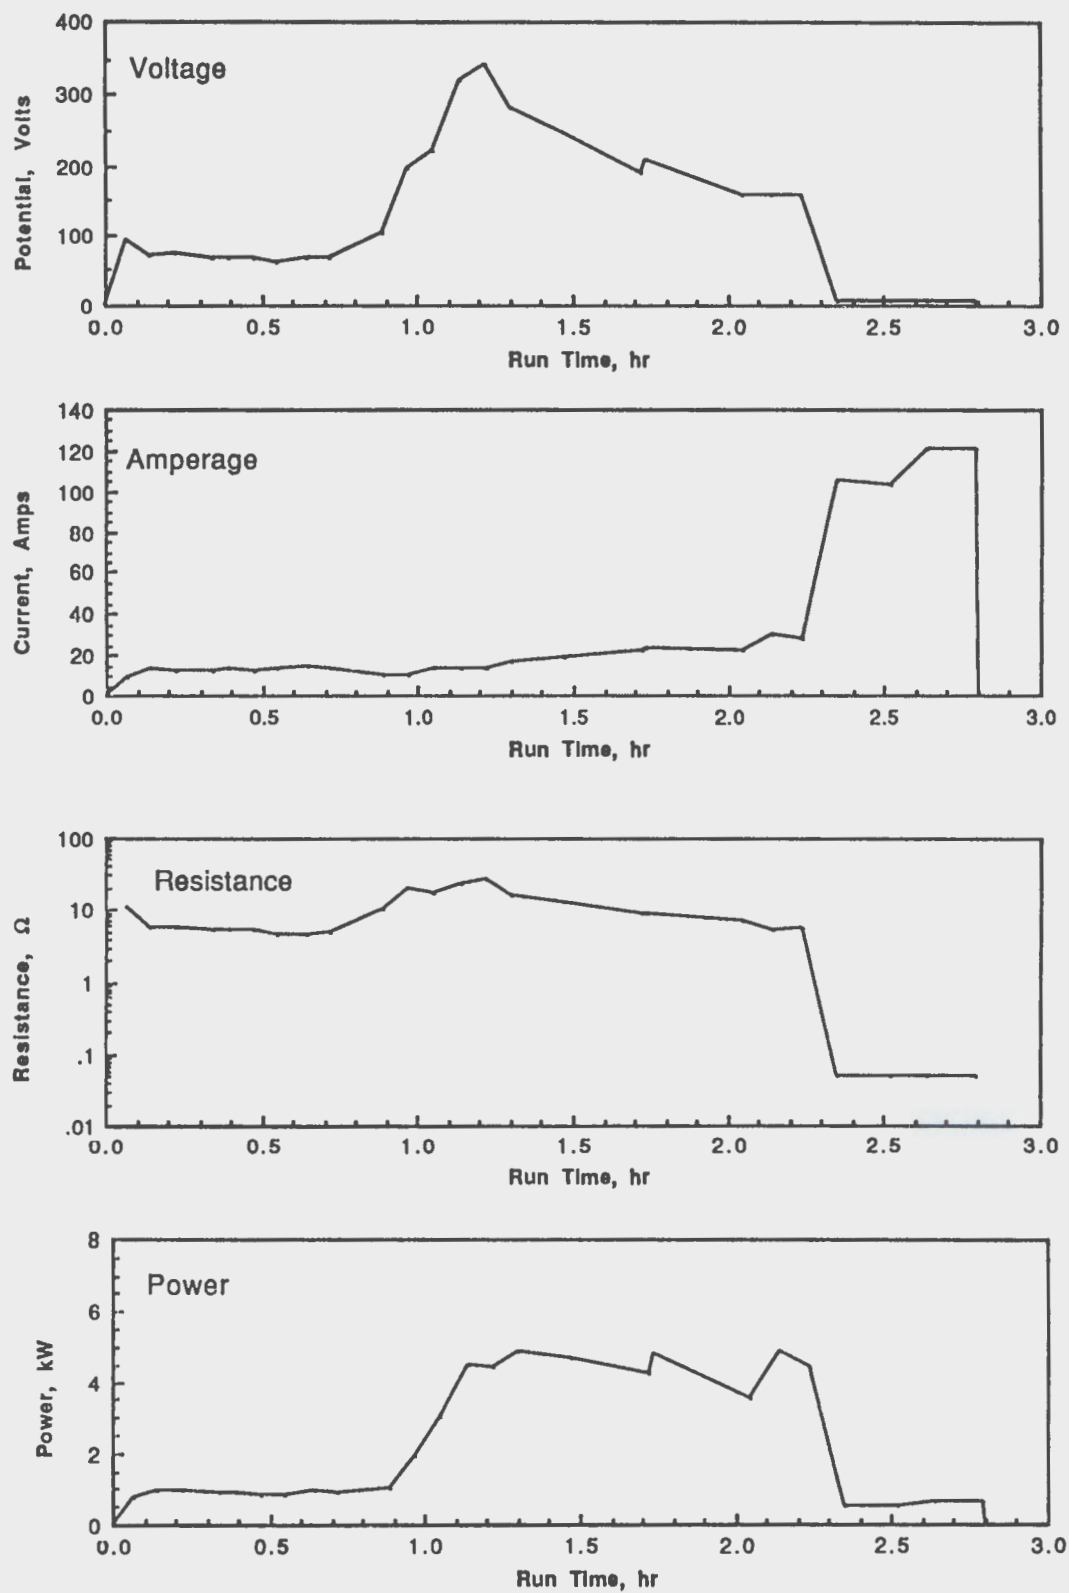 400
Voltage
300
Potential, Volts
200
100
0
0.0 0.5 1.0 1.5 2.0 2.5 3.0
Run Time, hr
140
120
Amperage
100
Current, Amps
80
60
40
20
0
0.0 0.5 1.0 1.5 2.0 2.5 3.0
Run Time, hr
100
Resistance
10
Resistance, Ω
1
.1
.01
0.0 0.5 1.0 1.5 2.0 2.5 3.0
Run Time, hr
8
Power
6
Power, kW
4
2
0
0.0 0.5 1.0 1.5 2.0 2.5 3.0
Run Time, hr